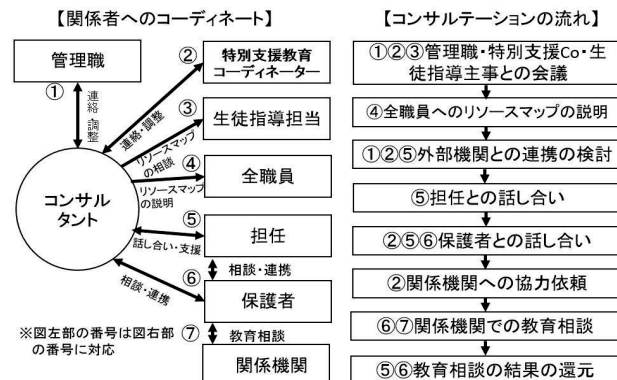 【関係者へのコーディネート】
管理職
①
連絡・調整
②
特別支援教育
コーディネーター
連絡・調整
③
生徒指導担当
リソースマップ
の相談
④
全職員
リソースマップ
の説明
コンサル
タント
⑤
担任
話し合い・支援
相談・連携
⑥
保護者
相談・連携
⑦
教育相談
関係機関
※図左部の番号は図右部
の番号に対応
【コンサルテーションの流れ】
①②③管理職・特別支援Co・生
徒指導主事との会議
④全職員へのリソースマップの説明
①②⑤外部機関との連携の検討
⑤担任との話し合い
②⑤⑥保護者との話し合い
②関係機関への協力依頼
⑥⑦関係機関での教育相談
⑤⑥教育相談の結果の還元